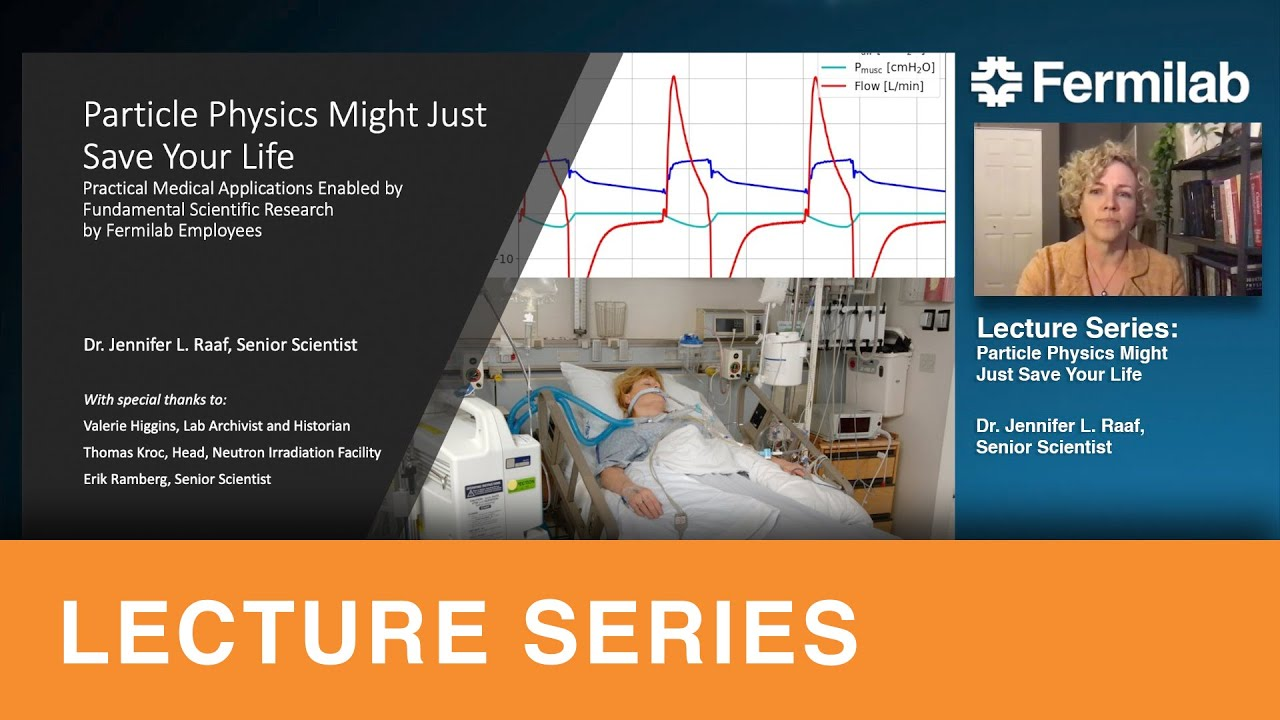 Particle Physics Might Just
Save Your Life
Practical Medical Applications Enabled by
Fundamental Scientific Research
by Fermilab Employees
Dr. Jennifer L. Raaf, Senior Scientist
With special thanks to:
Valerie Higgins, Lab Archivist and Historian
Thomas Kroc, Head, Neutron Irradiation Facility
Erik Ramberg, Senior Scientist
Pmusc [cmH2O]
Flow [L/min]
-10
Fermilab
Lecture Series:
Particle Physics Might
Just Save Your Life
Dr. Jennifer L. Raaf,
Senior Scientist
LECTURE SERIES